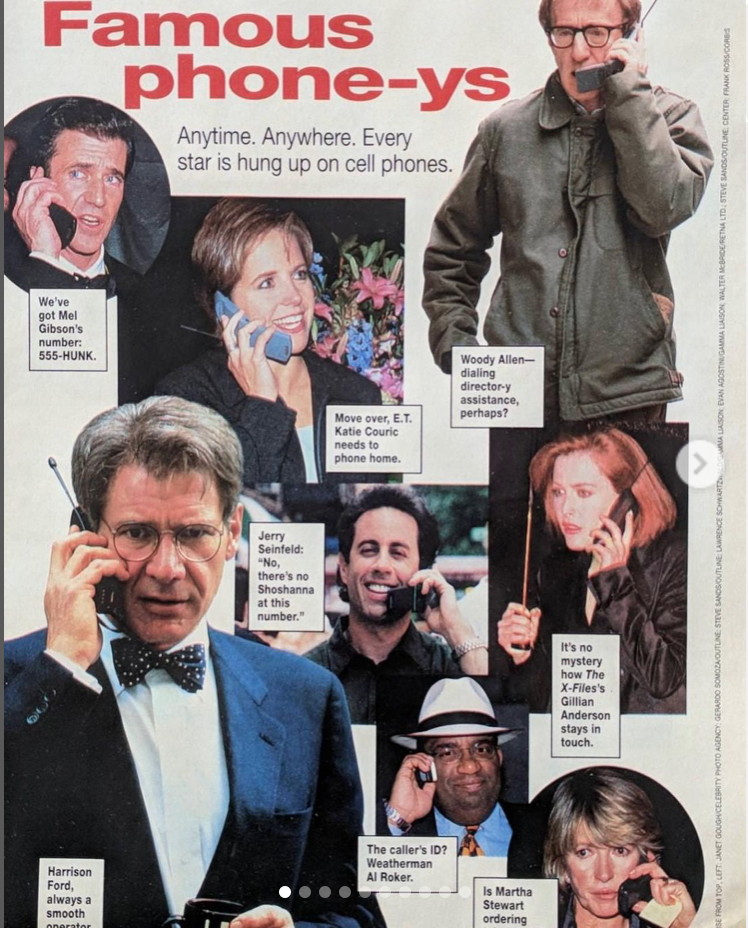 Famous
phone-ys
Anytime. Anywhere. Every
star is hung up on cell phones.
We've
got Mel
Gibson's
number:
555-HUNK.
Move over, E.T.
Katie Couric
needs to
phone home.
Woody Allen—
dialing
director-y
assistance,
perhaps?
Jerry
Seinfeld:
“No,
there's no
Shoshanna
at this
number.”
It's no
mystery
how The
X-Files's
Gillian
Anderson
stays in
touch.
The caller's ID?
Weatherman
Al Roker.
Harrison
Ford,
always a
smooth
operator
Is Martha
Stewart
ordering
SE FROM TOP, LEFT: JANET GOUGH/CELEBRITY PHOTO AGENCY; GERARDO SOMOZA/OUTLINE; STEVE SANDS/OUTLINE; LAWRENCE SCHWARTZ LIAISON; EVAN AGOSTINI/GAMMA LIAISON; WALTER McBRIDE/RETNA LTD.; STEVE SANDS/OUTLINE; CENTER: FRANK ROSS/CORBIS